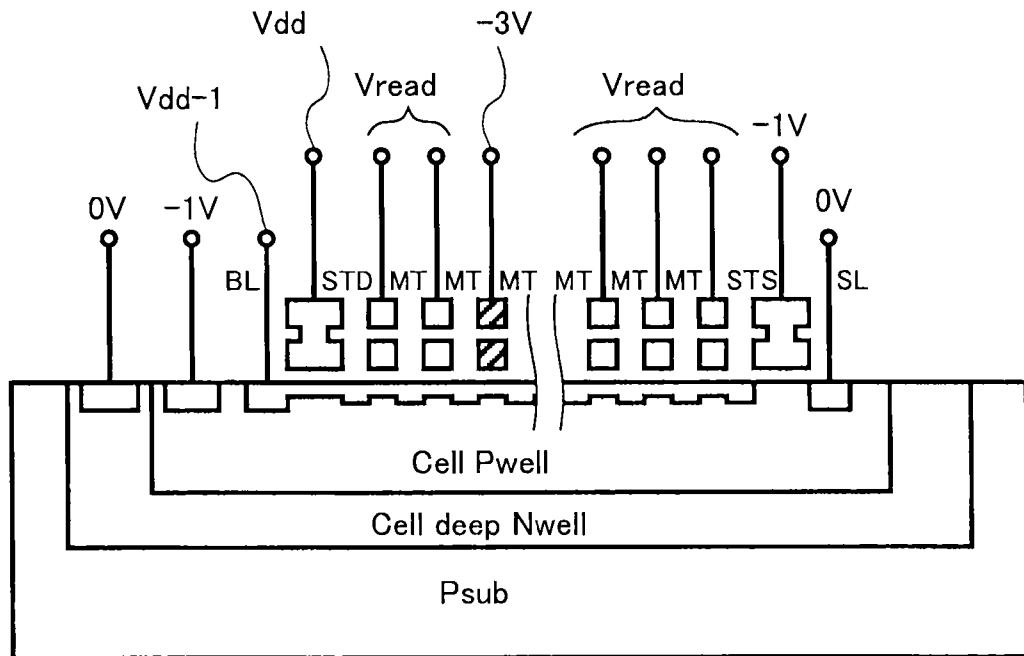 Vdd -3V
Vdd-1 Vread Vread -1V
0V -1V 0V
BL STD MT MT MT MT MT MT STS SL
Cell Pwell
Cell deep Nwell
Psub